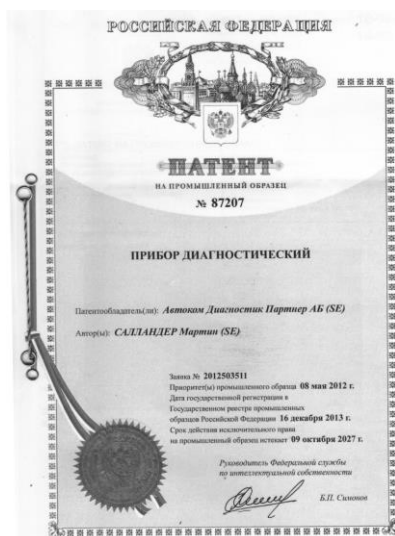 РОССИЙСКАЯ ФЕДЕРАЦИЯ
ПАТЕНТ
НА ПРОМЫШЛЕННЫЙ ОБРАЗЕЦ
№ 87207
ПРИБОР ДИАГНОСТИЧЕСКИЙ
Патентообладатель(ли): Автоком Диагностик Партнер АБ (SE)
Автор(ы): САЛЛАНДЕР Мартин (SE)
Заявка № 2012503511
Приоритет(ы) промышленного образца 08 мая 2012 г.
Дата государственной регистрации в
Государственном реестре промышленных
образцов Российской Федерации 16 декабря 2013 г.
Срок действия исключительного права
на промышленный образец истекает 09 октября 2027 г.
Руководитель Федеральной службы
по интеллектуальной собственности
Б.П. Симонов